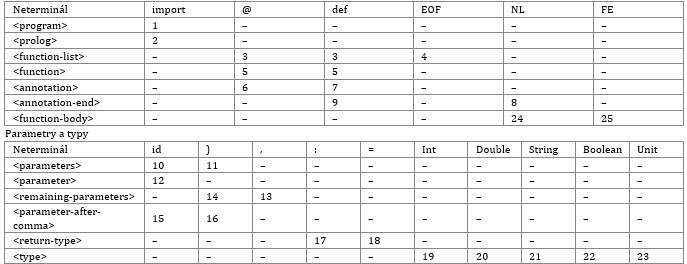 Neterminál import @ def EOF NL FE
<program> 1 – – – – –
<prolog> 2 – – – – –
<function-list> – 3 3 4 – –
<function> – 5 5 – – –
<annotation> – 6 7 – – –
<annotation-end> – – 9 – 8 –
<function-body> – – – – 24 25
Parametry a typy
Neterminál id ) , : = Int Double String Boolean Unit
<parameters> 10 11 – – – – – – – –
<parameter> 12 – – – – – – – – –
<remaining-parameters> – 14 13 – – – – – – –
<parameter-after-
comma> 15 16 – – – – – – – –
<return-type> – – – 17 18 – – – – –
<type> – – – – – 19 20 21 22 23